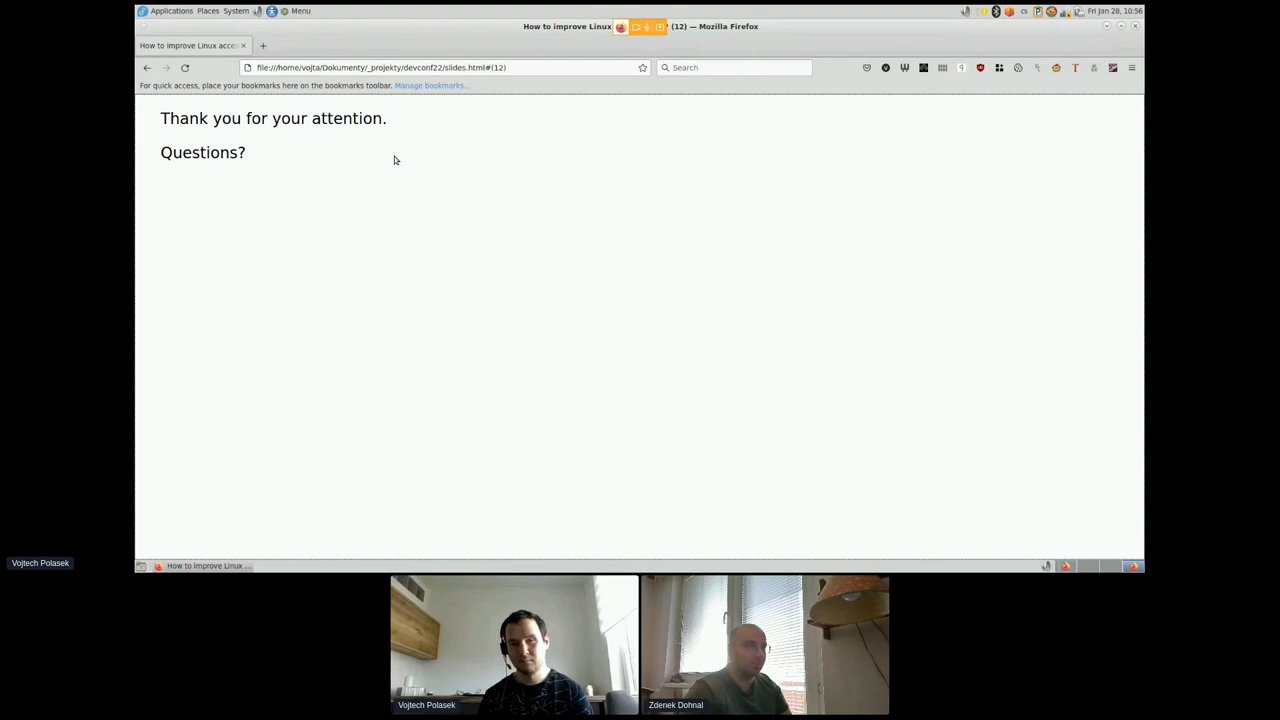 Applications Places System Menu
cs Fri Jan 28, 10:56
How to improve Linux (12) — Mozilla Firefox
How to improve Linux acce
file:///home/vojta/Dokumenty/_projekty/devconf22/slides.html#(12)
Search
For quick access, place your bookmarks here on the bookmarks toolbar. Manage bookmarks...
Thank you for your attention.
Questions?
Vojtech Polasek
How to improve Linux ...
Vojtech Polasek
Zdenek Dohnal